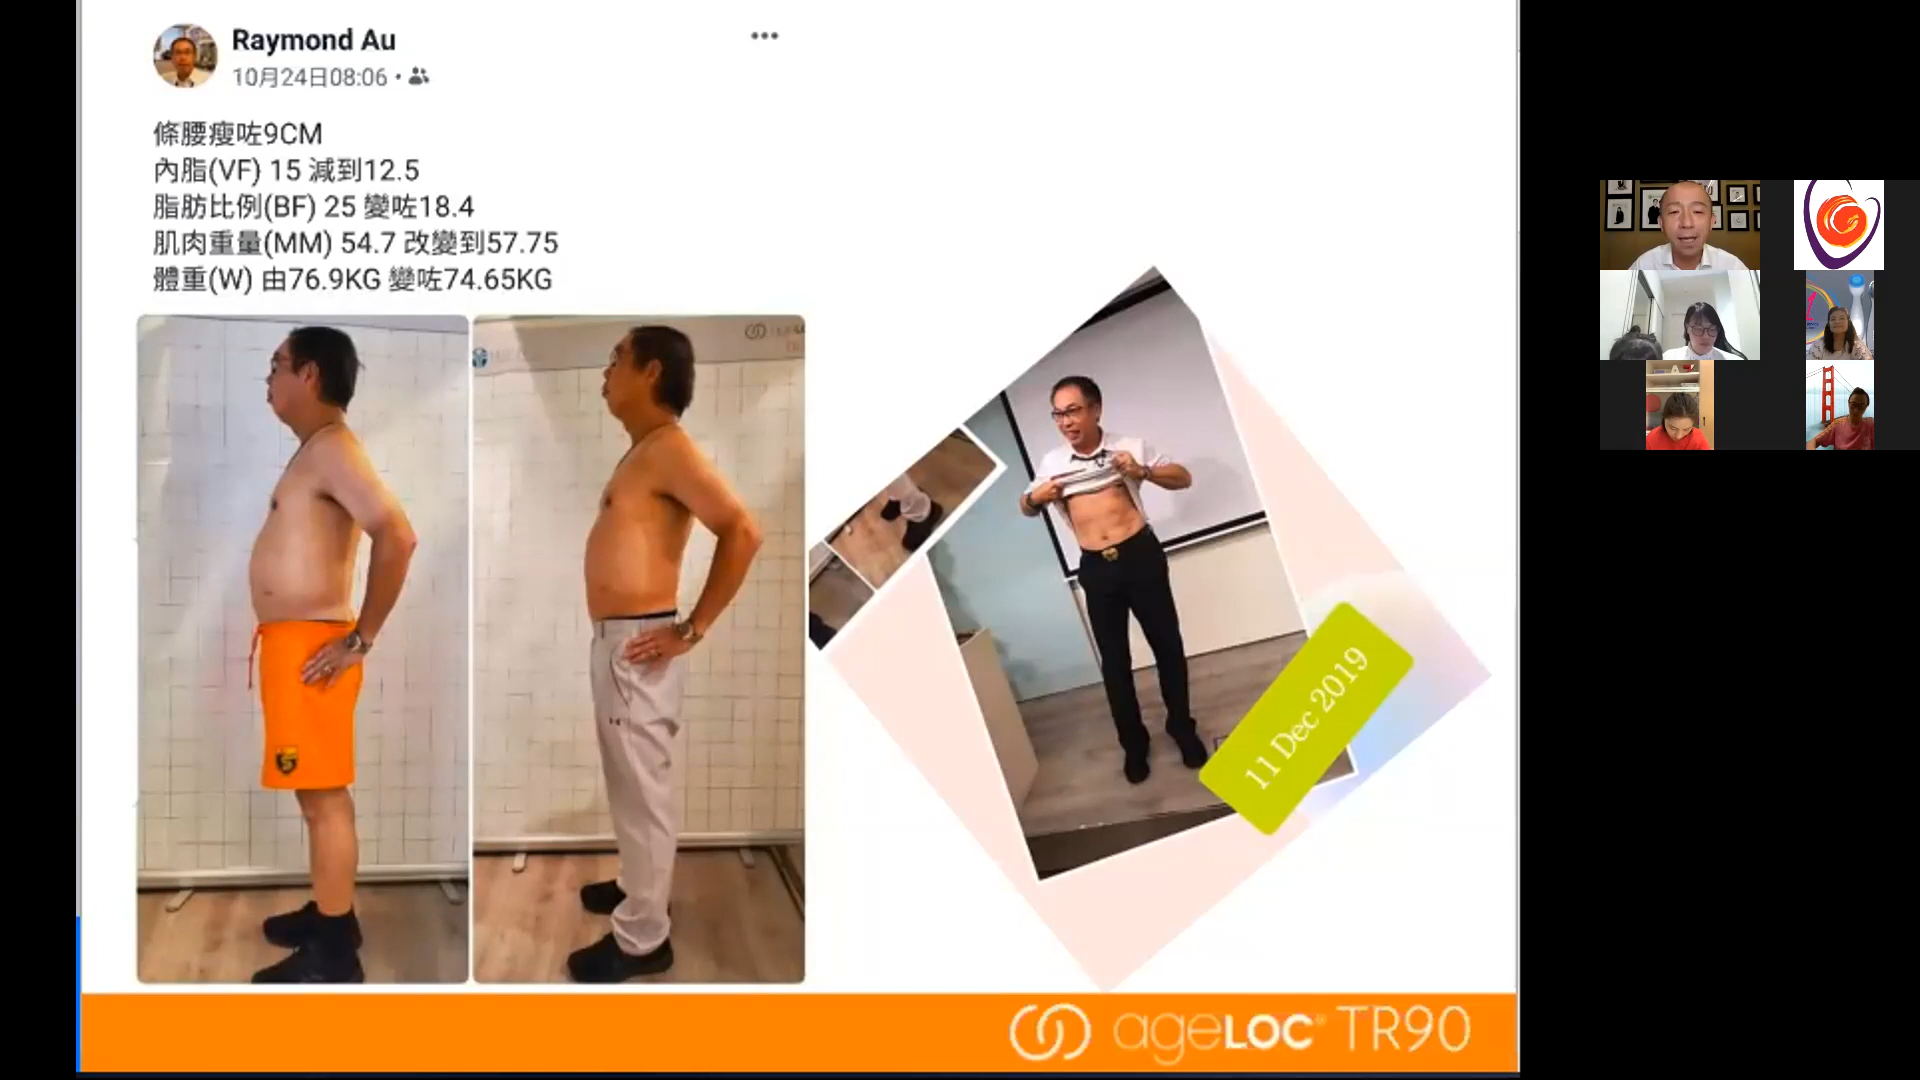 Raymond Au
10月24日08:06
條腰瘦咗9CM
內脂(VF) 15 減到12.5
脂肪比例(BF) 25 變咗18.4
肌肉重量(MM) 54.7 改變到57.75
體重(W) 由76.9KG 變咗74.65KG
11 Dec 2019
ageLOC® TR90